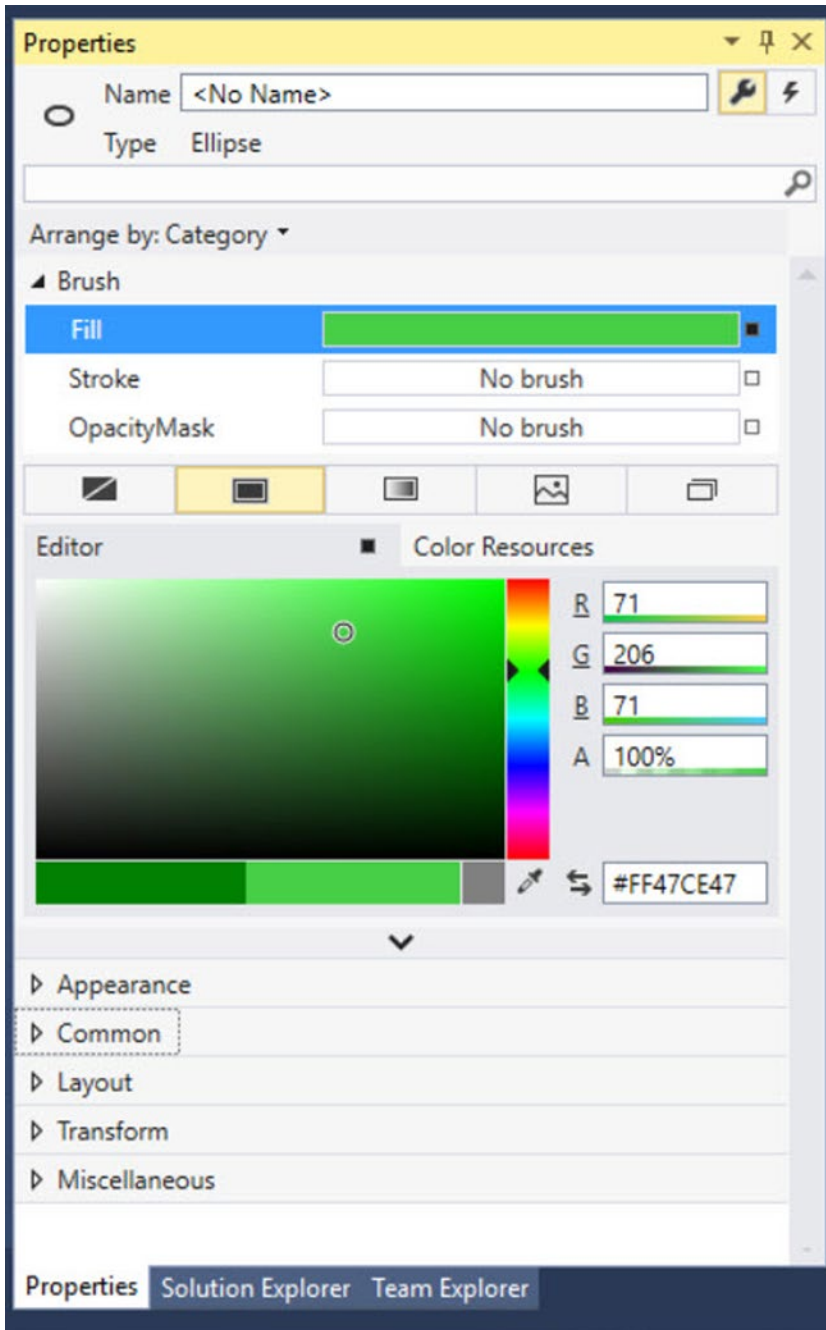 Properties
Name <No Name>
Type Ellipse
Arrange by: Category
Brush
Fill
Stroke No brush
OpacityMask No brush
Editor Color Resources
R 71
G 206
B 71
A 100%
#FF47CE47
Appearance
Common
Layout
Transform
Miscellaneous
Properties Solution Explorer Team Explorer